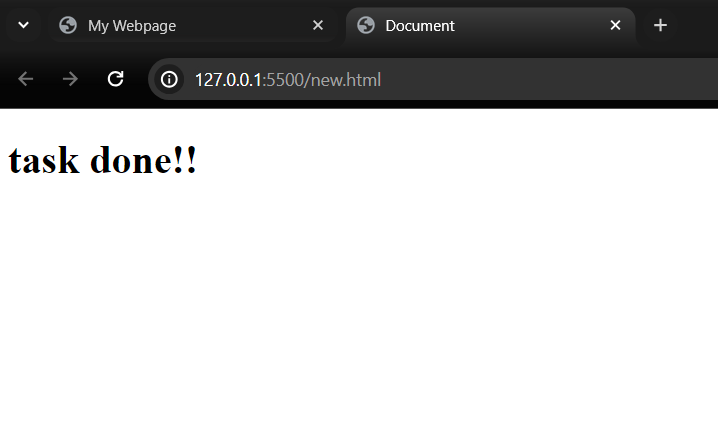 My Webpage
Document
127.0.0.1:5500/new.html
task done!!